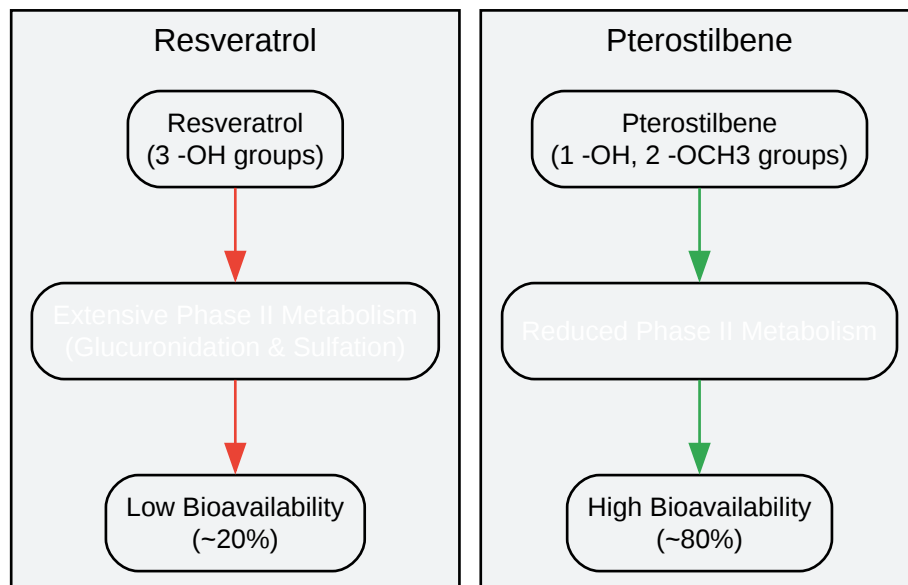 Resveratrol
Resveratrol
(3 -OH groups)
Extensive Phase II Metabolism
(Glucuronidation & Sulfation)
Low Bioavailability
(~20%)
Pterostilbene
Pterostilbene
(1 -OH, 2 -OCH3 groups)
Reduced Phase II Metabolism
High Bioavailability
(~80%)